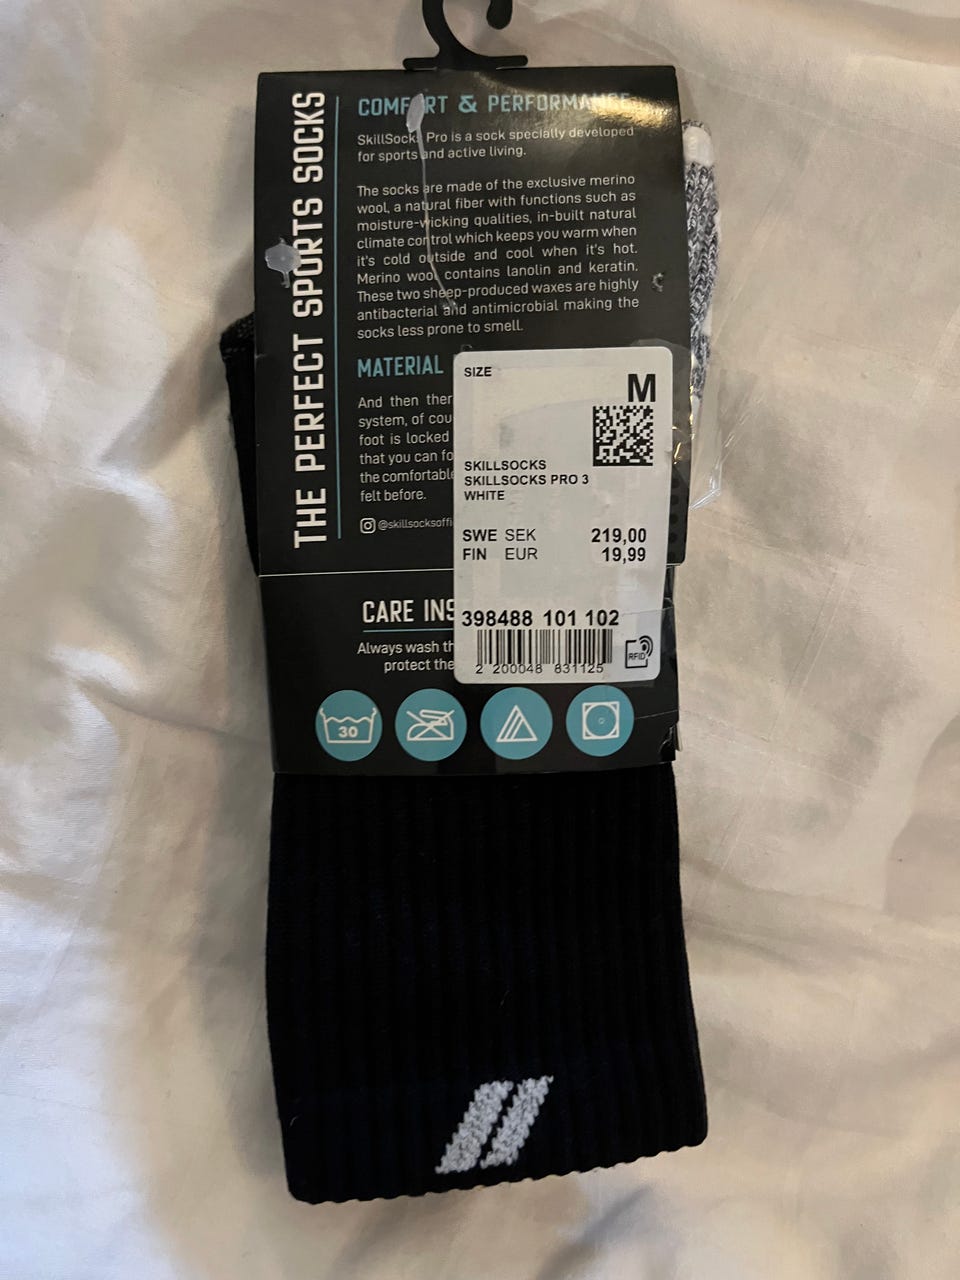 THE PERFECT SPORTS SOCKS
COMFORT & PERFORMANCE
SkillSocks Pro is a sock specially developed
for sports and active living.
The socks are made of the exclusive merino
wool, a natural fiber with functions such as
moisture-wicking qualities, in-built natural
climate control which keeps you warm when
it's cold outside and cool when it's hot.
Merino wool contains lanolin and keratin.
These two sheep-produced waxes are highly
antibacterial and antimicrobial making the
socks less prone to smell.
MATERIAL
And then ther
system, of cou
foot is locked
that you can fo
the comfortable
felt before.
@skillsocksoffi
SIZE
M
SKILLSOCKS
SKILLSOCKS PRO 3
WHITE
SWE SEK 219,00
FIN EUR 19,99
398488 101 102
2 200048 831125
RFID
CARE INS
Always wash th
protect the
30